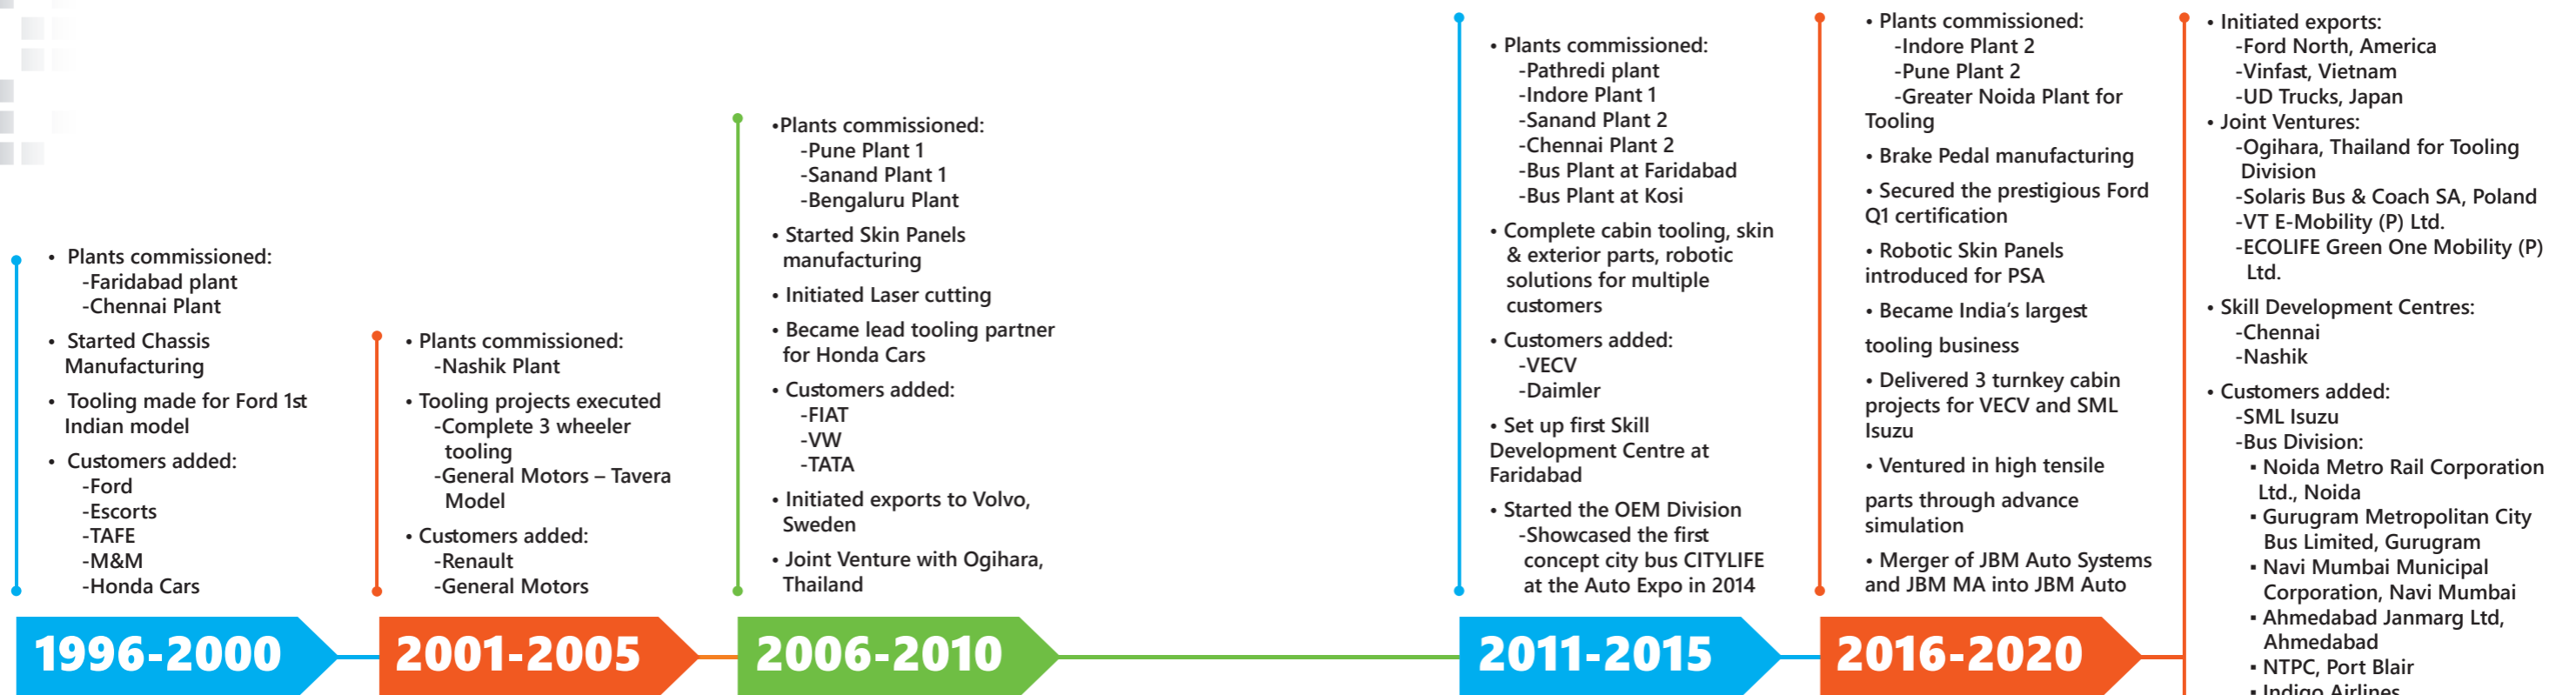 • Plants commissioned:
-Faridabad plant
-Chennai Plant
• Started Chassis
Manufacturing
• Tooling made for Ford 1st
Indian model
• Customers added:
-Ford
-Escorts
-TAFE
-M&M
-Honda Cars
1996-2000
• Plants commissioned:
-Nashik Plant
• Tooling projects executed
-Complete 3 wheeler
tooling
-General Motors – Tavera
Model
• Customers added:
-Renault
-General Motors
2001-2005
•Plants commissioned:
-Pune Plant 1
-Sanand Plant 1
-Bengaluru Plant
• Started Skin Panels
manufacturing
• Initiated Laser cutting
• Became lead tooling partner
for Honda Cars
• Customers added:
-FIAT
-VW
-TATA
• Initiated exports to Volvo,
Sweden
• Joint Venture with Ogihara,
Thailand
2006-2010
• Plants commissioned:
-Pathredi plant
-Indore Plant 1
-Sanand Plant 2
-Chennai Plant 2
-Bus Plant at Faridabad
-Bus Plant at Kosi
• Complete cabin tooling, skin
& exterior parts, robotic
solutions for multiple
customers
• Customers added:
-VECV
-Daimler
• Set up first Skill
Development Centre at
Faridabad
• Started the OEM Division
-Showcased the first
concept city bus CITYLIFE
at the Auto Expo in 2014
2011-2015
• Plants commissioned:
-Indore Plant 2
-Pune Plant 2
-Greater Noida Plant for
Tooling
• Brake Pedal manufacturing
• Secured the prestigious Ford
Q1 certification
• Robotic Skin Panels
introduced for PSA
• Became India's largest
tooling business
• Delivered 3 turnkey cabin
projects for VECV and SML
Isuzu
• Ventured in high tensile
parts through advance
simulation
• Merger of JBM Auto Systems
and JBM MA into JBM Auto
2016-2020
• Initiated exports:
-Ford North, America
-Vinfast, Vietnam
-UD Trucks, Japan
• Joint Ventures:
-Ogihara, Thailand for Tooling
Division
-Solaris Bus & Coach SA, Poland
-VT E-Mobility (P) Ltd.
-ECOLIFE Green One Mobility (P)
Ltd.
• Skill Development Centres:
-Chennai
-Nashik
• Customers added:
-SML Isuzu
-Bus Division:
▪ Noida Metro Rail Corporation
Ltd., Noida
▪ Gurugram Metropolitan City
Bus Limited, Gurugram
▪ Navi Mumbai Municipal
Corporation, Navi Mumbai
▪ Ahmedabad Janmarg Ltd,
Ahmedabad
▪ NTPC, Port Blair
▪ Indigo Airlines